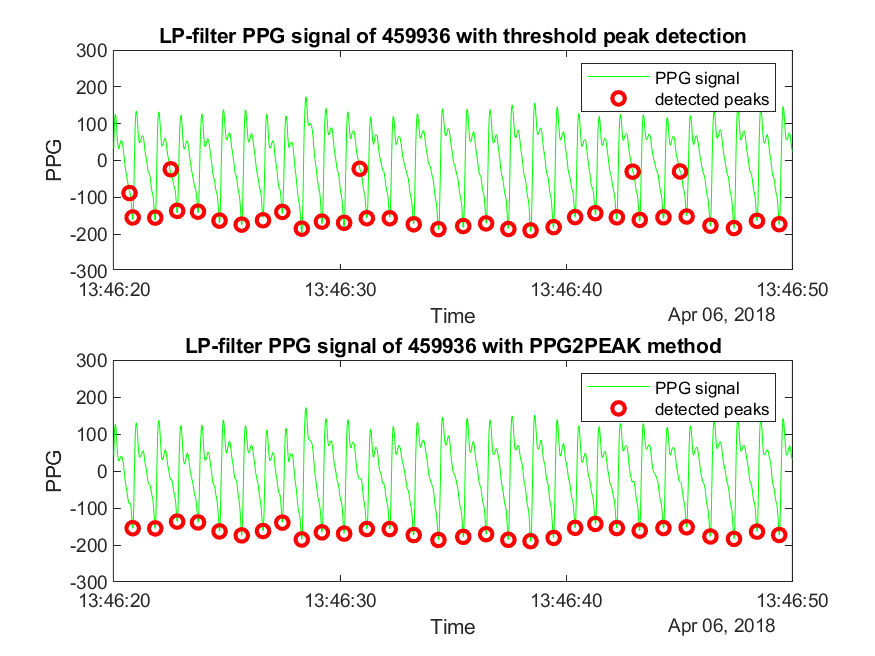 LP-filter PPG signal of 459936 with threshold peak detection
300
200
100
0
-100
-200
-300
PPG
PPG signal
detected peaks
13:46:20
13:46:30
13:46:40
13:46:50
Time
Apr 06, 2018
LP-filter PPG signal of 459936 with PPG2PEAK method
300
200
100
0
-100
-200
-300
PPG
PPG signal
detected peaks
13:46:20
13:46:30
13:46:40
13:46:50
Time
Apr 06, 2018